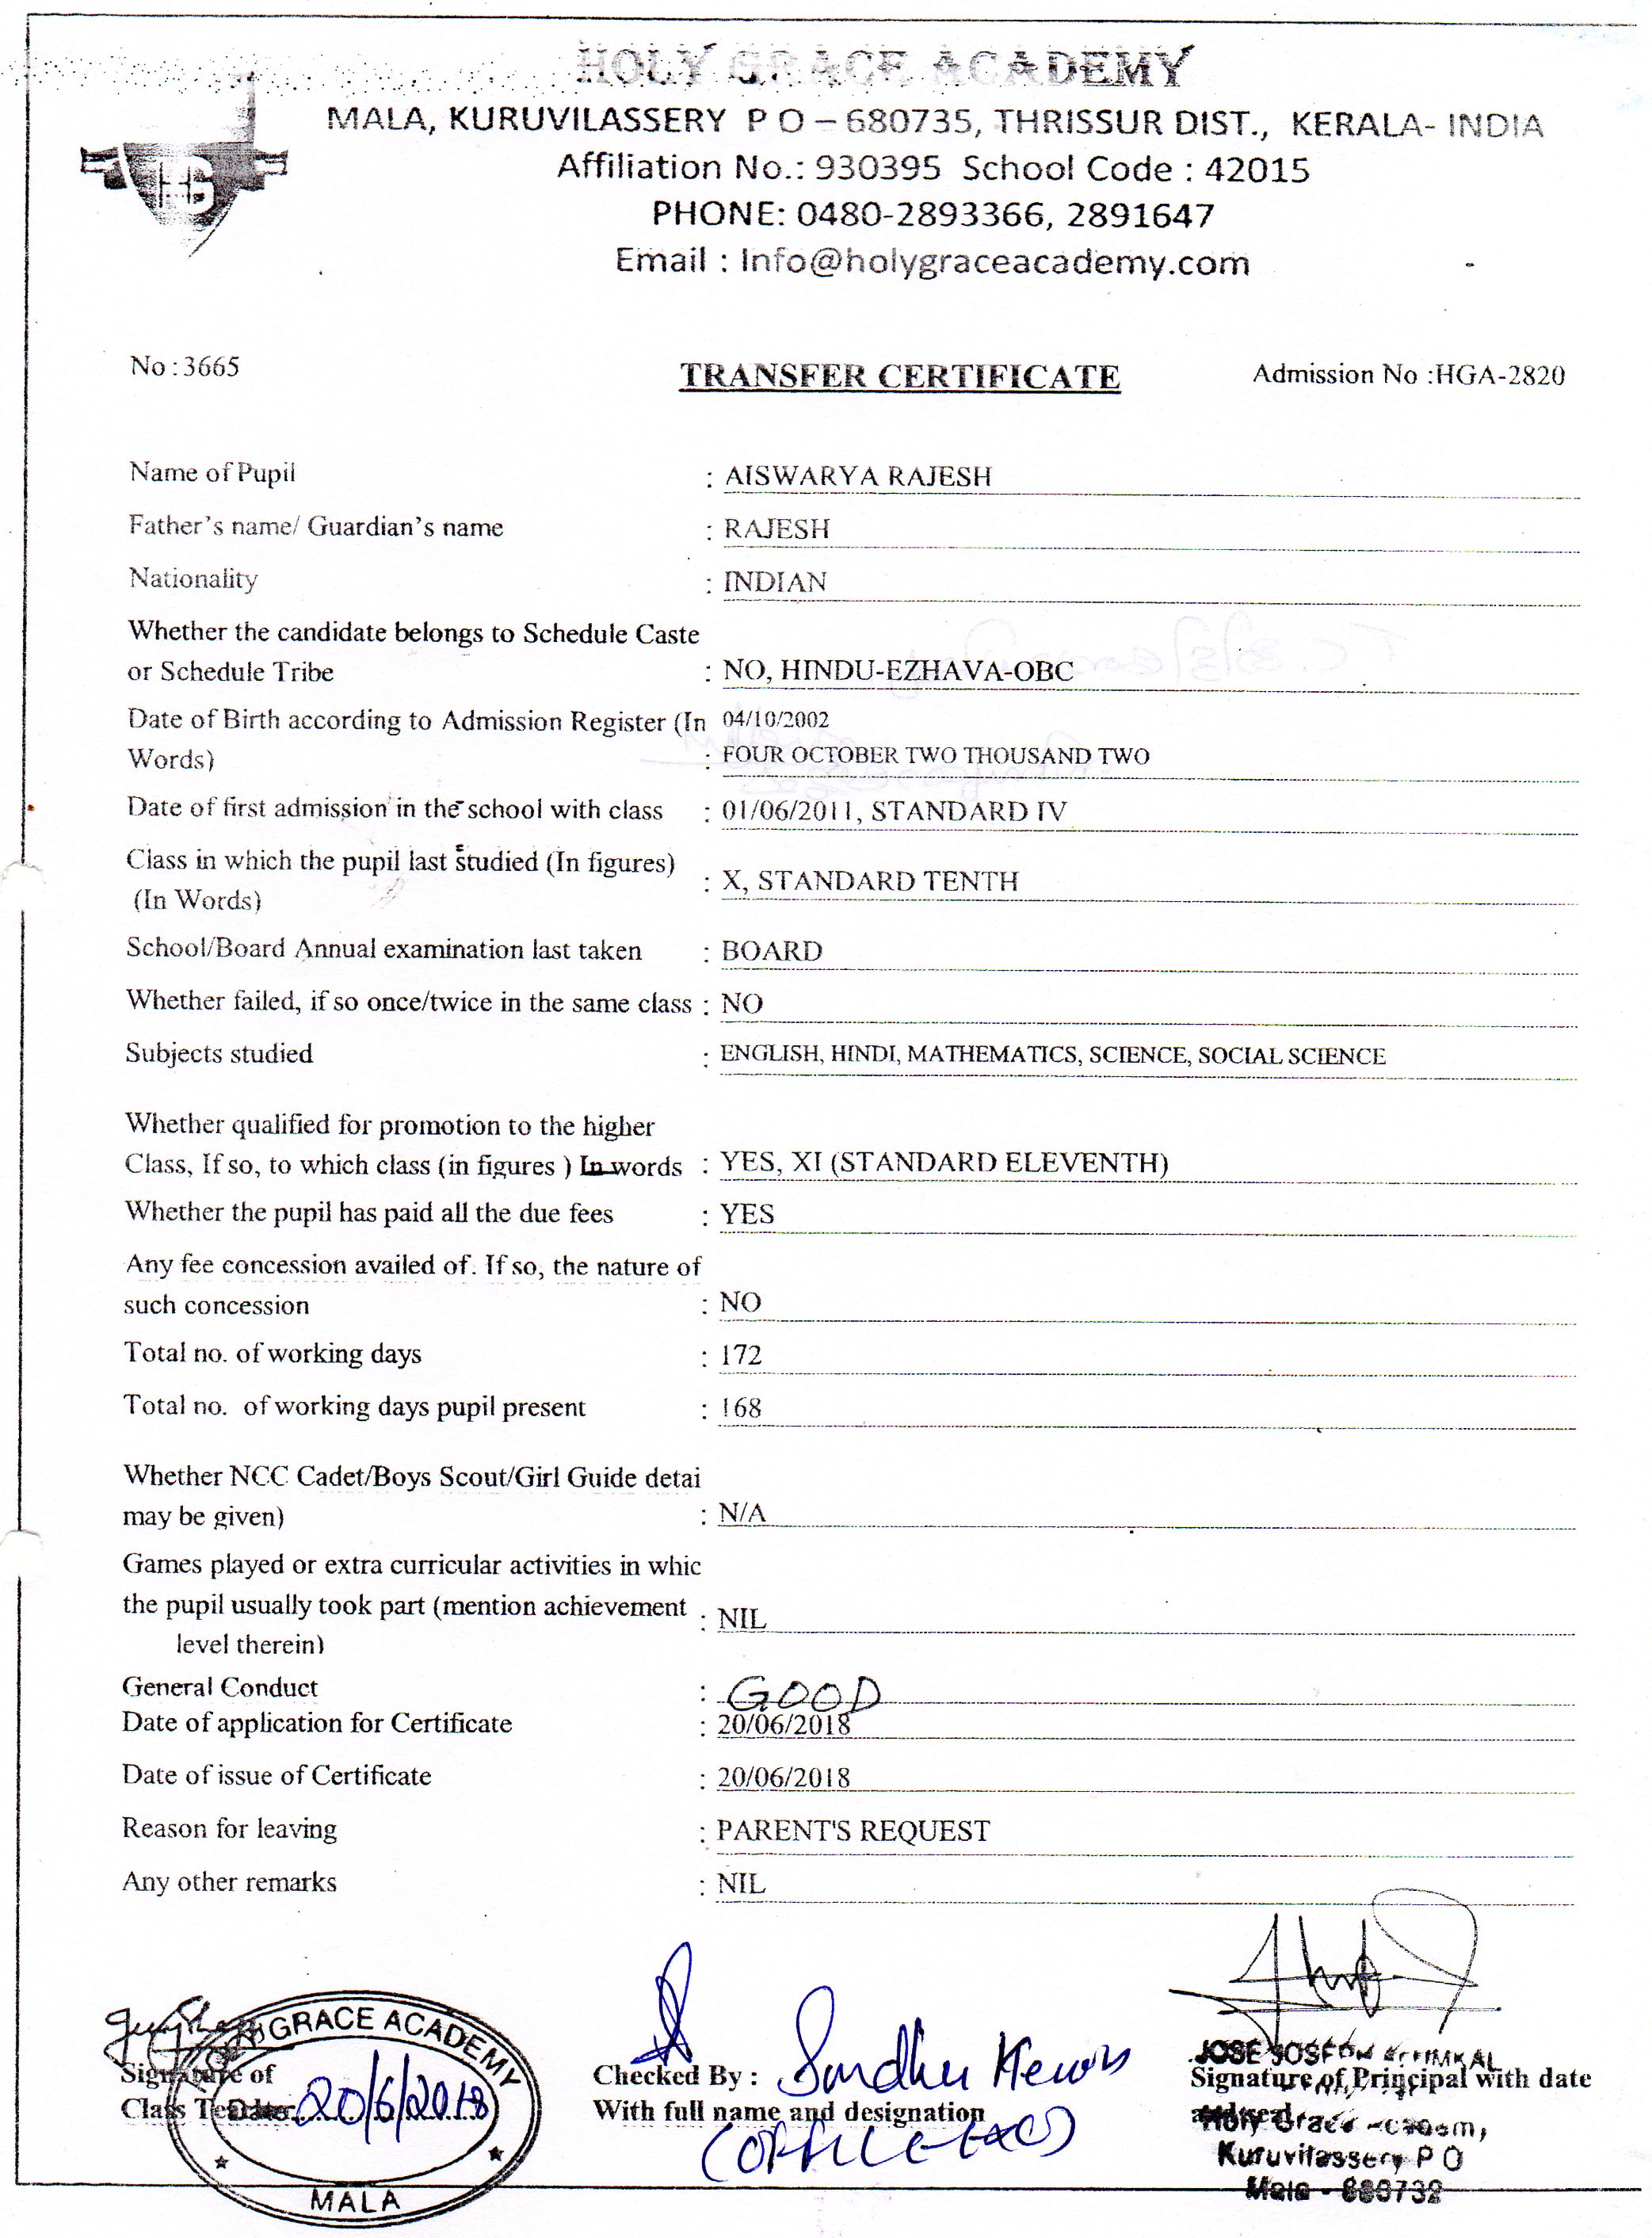 HOLY GRACE ACADEMY
MALA, KURUVILASSERY P O – 680735, THRISSUR DIST., KERALA- INDIA
Affiliation No.: 930395 School Code : 42015
PHONE: 0480-2893366, 2891647
Email : Info@holygraceacademy.com
HG
No : 3665
TRANSFER CERTIFICATE
Admission No :HGA-2820
Name of Pupil : AISWARYA RAJESH
Father's name/ Guardian's name : RAJESH
Nationality : INDIAN
Whether the candidate belongs to Schedule Caste
or Schedule Tribe : NO, HINDU-EZHAVA-OBC
Date of Birth according to Admission Register (In 04/10/2002
Words) : FOUR OCTOBER TWO THOUSAND TWO
Date of first admission in the school with class : 01/06/2011, STANDARD IV
Class in which the pupil last studied (In figures)
(In Words) : X, STANDARD TENTH
School/Board Annual examination last taken : BOARD
Whether failed, if so once/twice in the same class : NO
Subjects studied : ENGLISH, HINDI, MATHEMATICS, SCIENCE, SOCIAL SCIENCE
Whether qualified for promotion to the higher
Class, If so, to which class (in figures ) In words : YES, XI (STANDARD ELEVENTH)
Whether the pupil has paid all the due fees : YES
Any fee concession availed of. If so, the nature of
such concession : NO
Total no. of working days : 172
Total no. of working days pupil present : 168
Whether NCC Cadet/Boys Scout/Girl Guide detai
may be given) : N/A
Games played or extra curricular activities in whic
the pupil usually took part (mention achievement : NIL
level therein)
General Conduct : GOOD
Date of application for Certificate : 20/06/2018
Date of issue of Certificate : 20/06/2018
Reason for leaving : PARENT'S REQUEST
Any other remarks : NIL
GRACE ACADEMY
Signature of
Class Teacher
20/6/2018
MALA
Checked By :
With full name and designation
JOSE JOSEPH
Signature of Principal with date
and seal
Holy Grace
Kuruvilassery P O
Mala - 680732